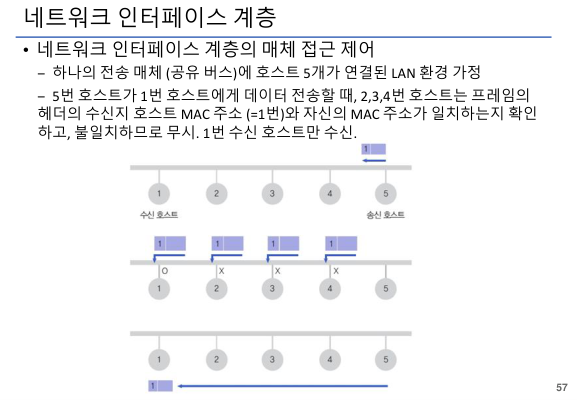 네트워크 인터페이스 계층
• 네트워크 인터페이스 계층의 매체 접근 제어
– 하나의 전송 매체 (공유 버스)에 호스트 5개가 연결된 LAN 환경 가정
– 5번 호스트가 1번 호스트에게 데이터 전송할 때, 2,3,4번 호스트는 프레임의
헤더의 수신지 호스트 MAC 주소 (=1번)와 자신의 MAC 주소가 일치하는지 확인
하고, 불일치하므로 무시. 1번 수신 호스트만 수신.
1
1 2 3 4 5
수신 호스트 송신 호스트
1 1 1 1
O X X X
1 2 3 4 5
1 2 3 4 5
1
57